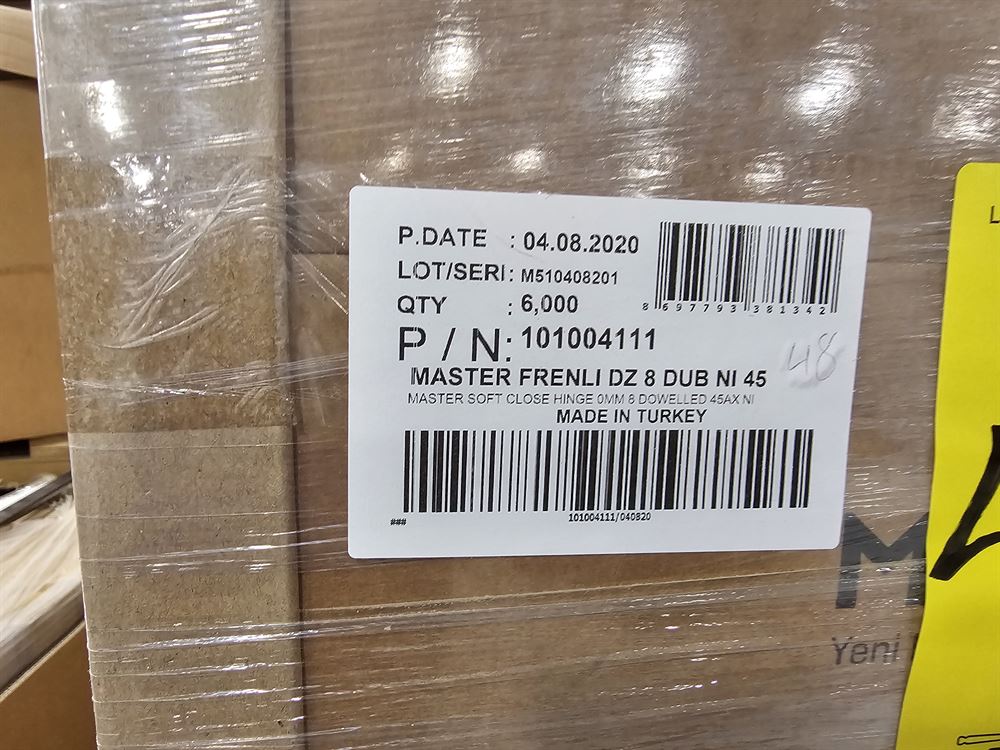 P.DATE : 04.08.2020
LOT/SERI : M510408201
QTY : 6,000
P / N: 101004111
8 697793 381342
48
MASTER FRENLI DZ 8 DUB NI 45
MASTER SOFT CLOSE HINGE 0MM 8 DOWELLED 45AX NI
MADE IN TURKEY
### 101004111/040820
M
Yeni
L